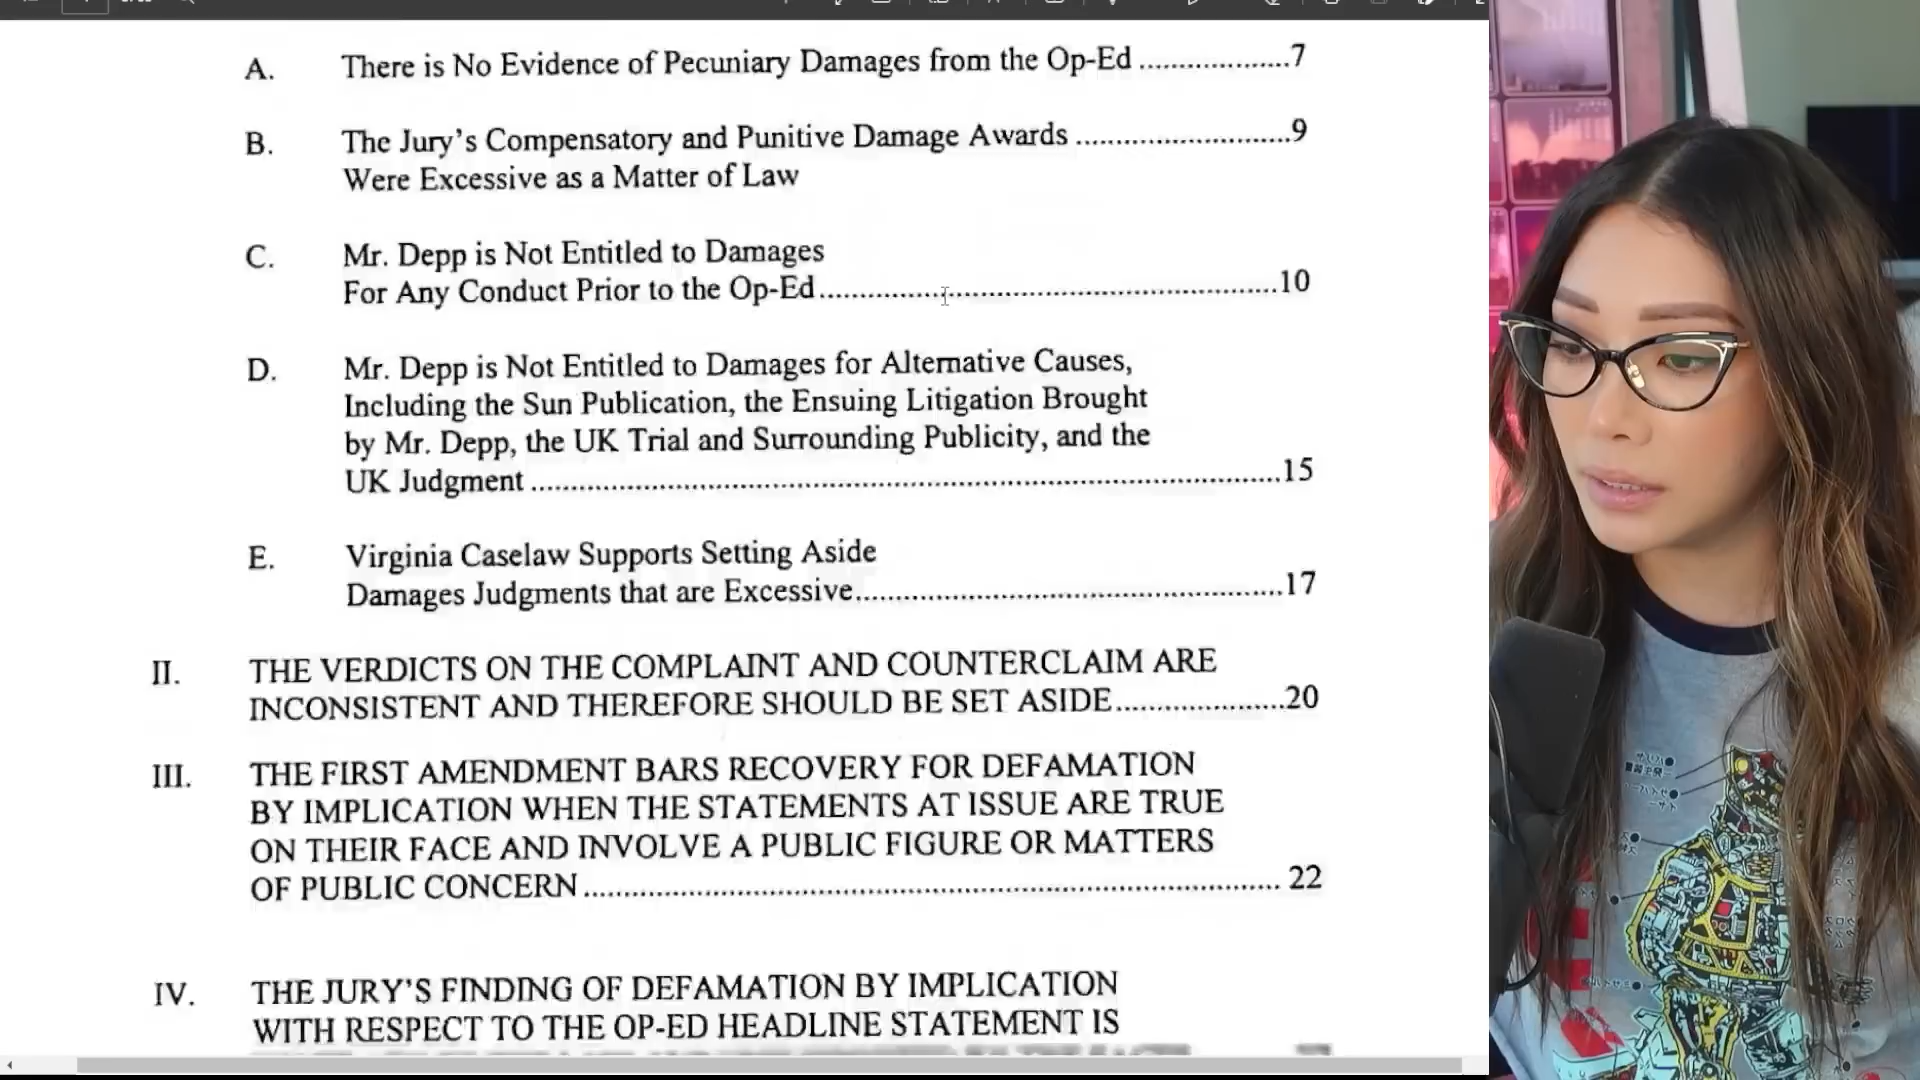 A. There is No Evidence of Pecuniary Damages from the Op-Ed ..................7
B. The Jury's Compensatory and Punitive Damage Awards ..........................9
Were Excessive as a Matter of Law
C. Mr. Depp is Not Entitled to Damages
For Any Conduct Prior to the Op-Ed......................................................10
D. Mr. Depp is Not Entitled to Damages for Alternative Causes,
Including the Sun Publication, the Ensuing Litigation Brought
by Mr. Depp, the UK Trial and Surrounding Publicity, and the
UK Judgment .........................................................................................15
E. Virginia Caselaw Supports Setting Aside
Damages Judgments that are Excessive..................................................17
II. THE VERDICTS ON THE COMPLAINT AND COUNTERCLAIM ARE
INCONSISTENT AND THEREFORE SHOULD BE SET ASIDE....................20
III. THE FIRST AMENDMENT BARS RECOVERY FOR DEFAMATION
BY IMPLICATION WHEN THE STATEMENTS AT ISSUE ARE TRUE
ON THEIR FACE AND INVOLVE A PUBLIC FIGURE OR MATTERS
OF PUBLIC CONCERN.................................................................................. 22
IV. THE JURY'S FINDING OF DEFAMATION BY IMPLICATION
WITH RESPECT TO THE OP-ED HEADLINE STATEMENT IS